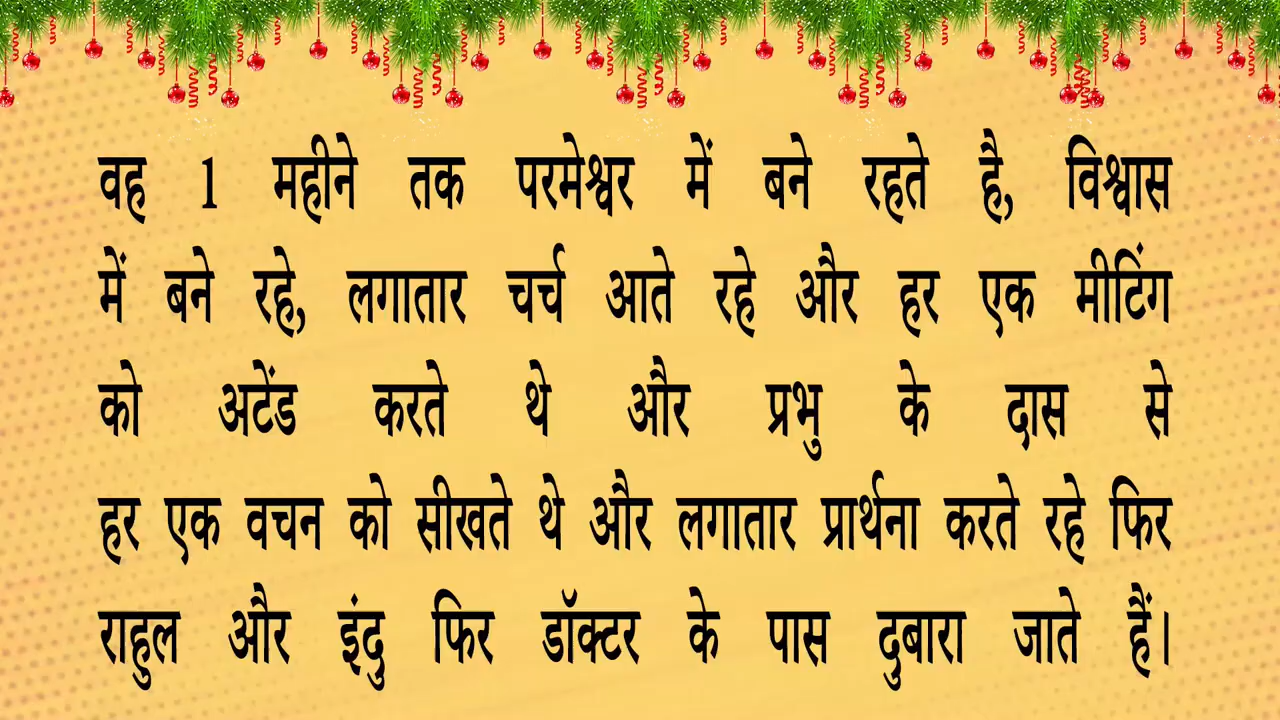 वह 1 महीने तक परमेश्वर में बने रहते है, विश्वास
में बने रहे, लगातार चर्च आते रहे और हर एक मीटिंग
को अटेंड करते थे और प्रभु के दास से
हर एक वचन को सीखते थे और लगातार प्रार्थना करते रहे फिर
राहुल और इंदु फिर डॉक्टर के पास दुबारा जाते हैं।